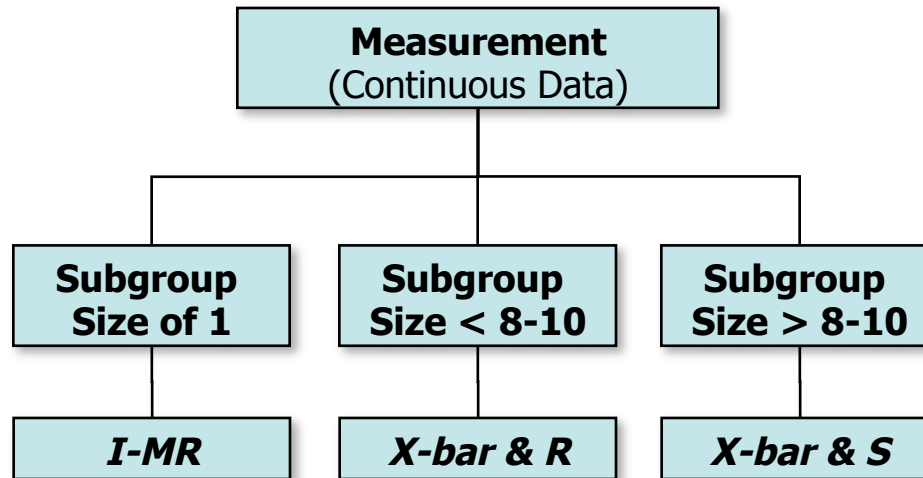 Measurement
(Continuous Data)
Subgroup
Size of 1
Subgroup
Size < 8-10
Subgroup
Size > 8-10
I-MR
X-bar & R
X-bar & S